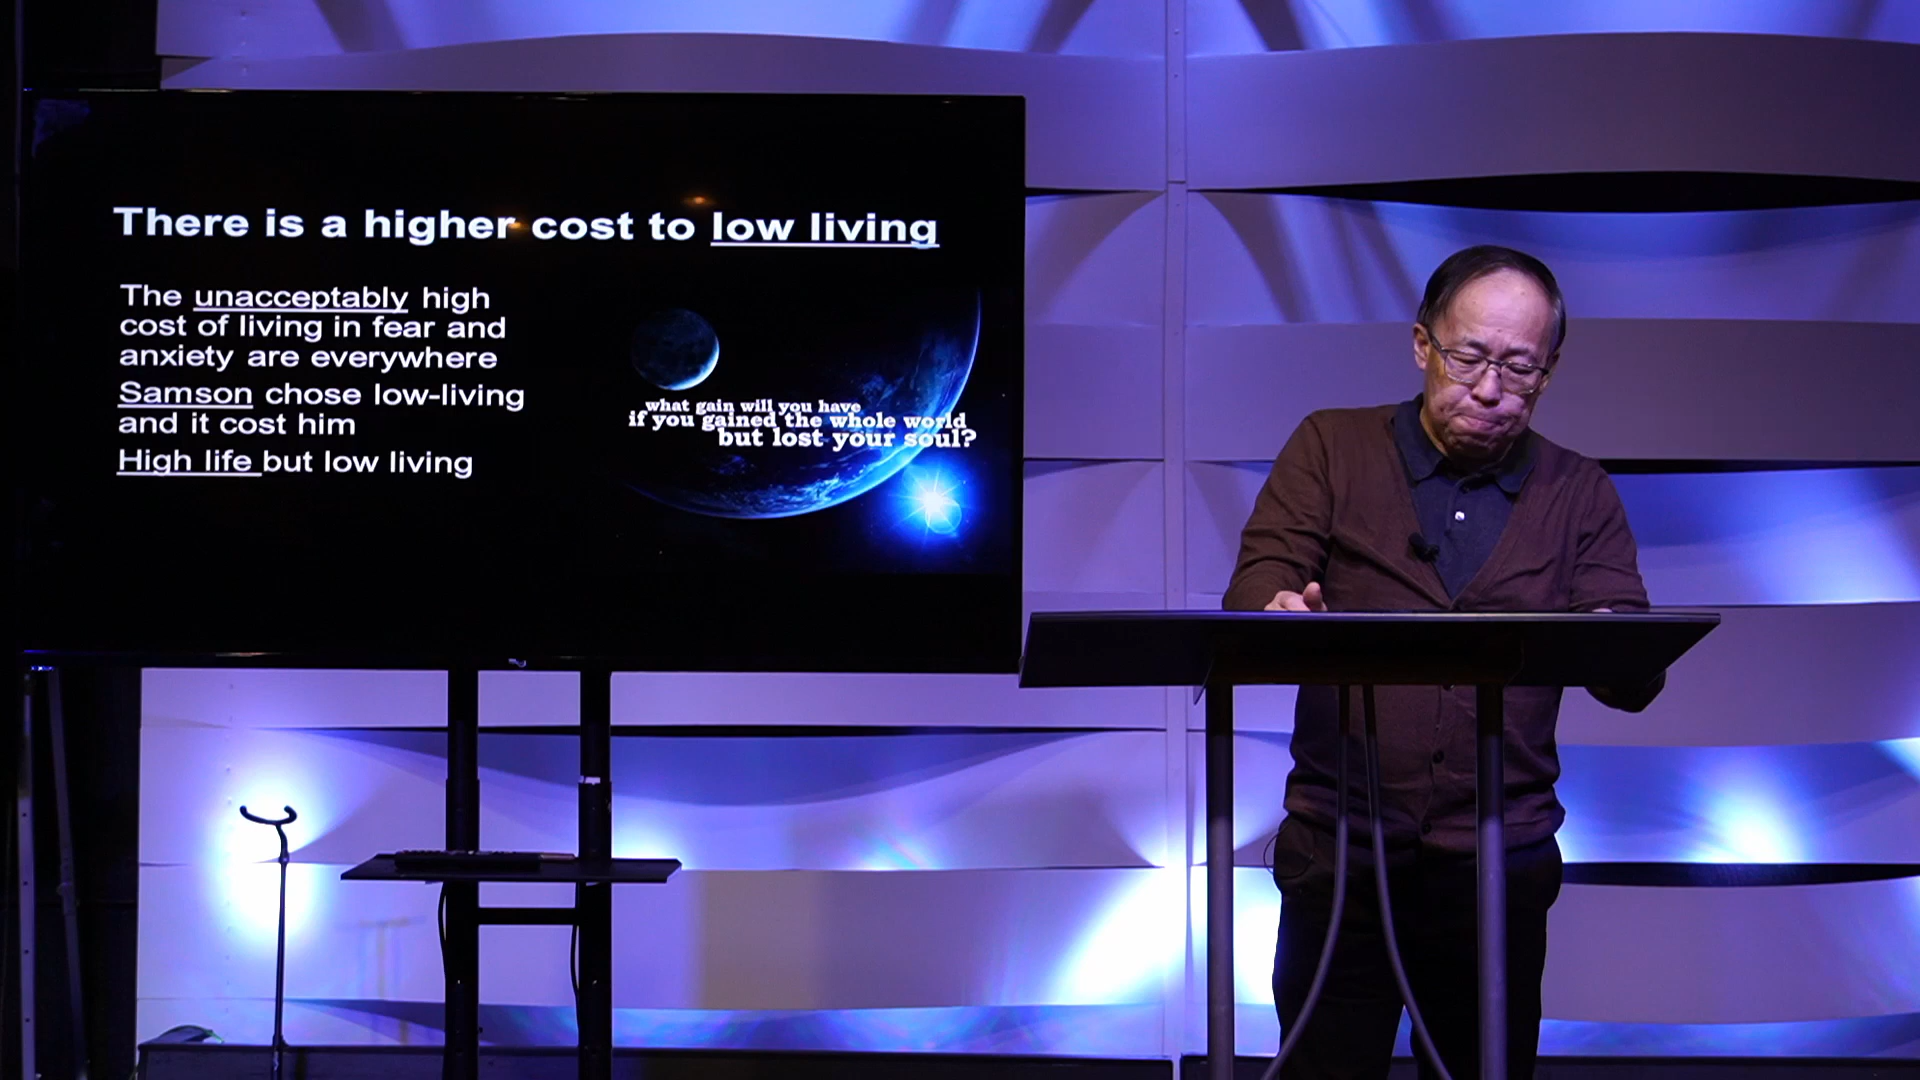 There is a higher cost to low living
The unacceptably high
cost of living in fear and
anxiety are everywhere
Samson chose low-living
and it cost him
High life but low living
what gain will you have
if you gained the whole world
but lost your soul?